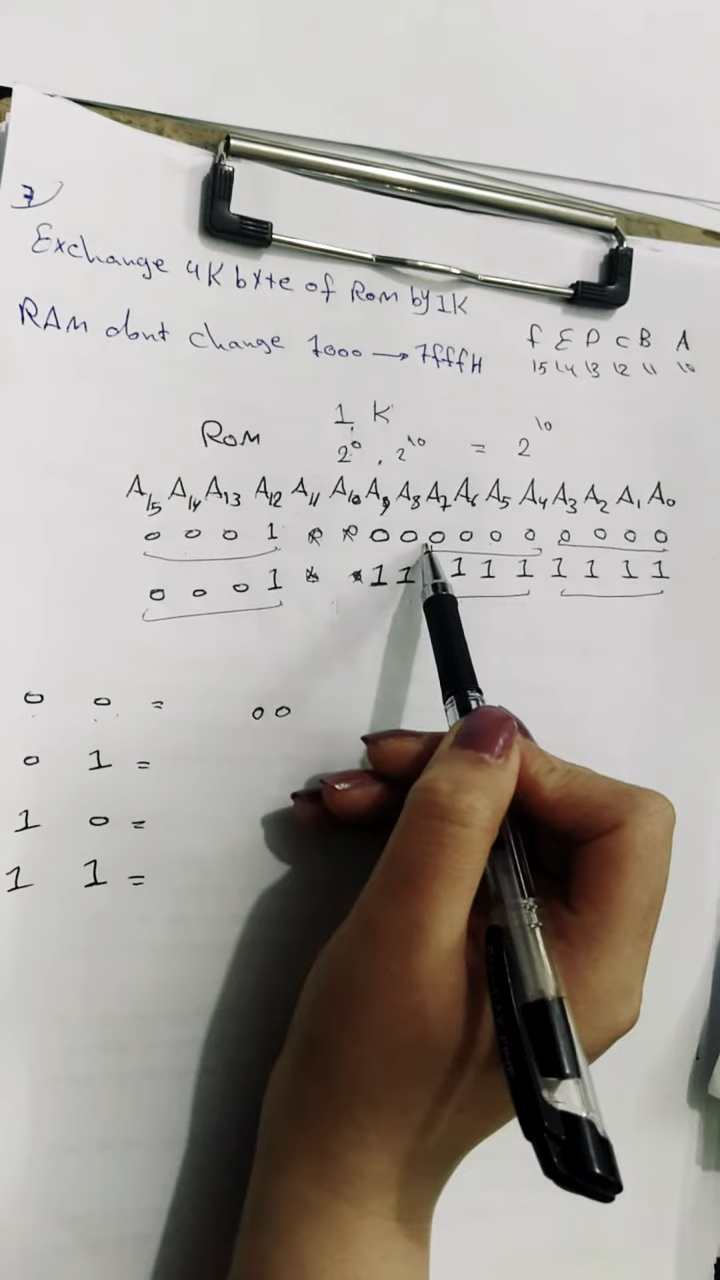 7
Exchange 4K byte of Rom by 1K
RAM dont change 1000 → 7fffH
f E D C B A
15 14 13 12 11 10
Rom 1 K
2^0 . 2^10 = 2^10
A15 A14 A13 A12 A11 A10 A9 A8 A7 A6 A5 A4 A3 A2 A1 A0
0 0 0 1 * * 0 0 0 0 0 0 0 0 0 0
0 0 0 1 * * 1 1 1 1 1 1 1 1 1
0 0 = 00
0 1 =
1 0 =
1 1 =